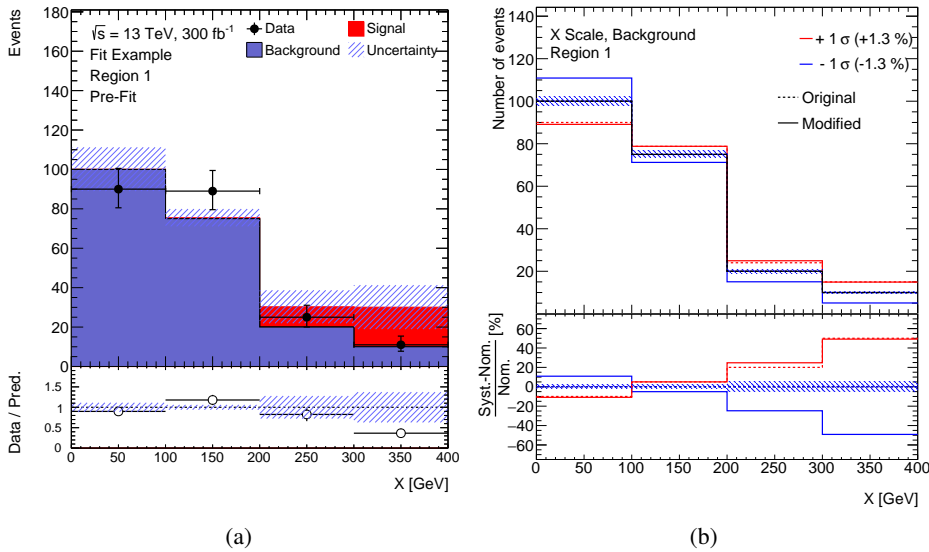 Events
180
160
140
120
100
80
60
40
20
0
√s = 13 TeV, 300 fb⁻¹
Fit Example
Region 1
Pre-Fit
Data
Signal
Background
Uncertainty
Data / Pred.
1.5
1
0.5
0
0 50 100 150 200 250 300 350 400
X [GeV]
(a)
Number of events
140
120
100
80
60
40
20
X Scale, Background
Region 1
+ 1 σ (+1.3 %)
- 1 σ (-1.3 %)
Original
Modified
Syst.-Nom.
Nom.
[%]
60
40
20
0
−20
−40
−60
0 50 100 150 200 250 300 350 400
X [GeV]
(b)